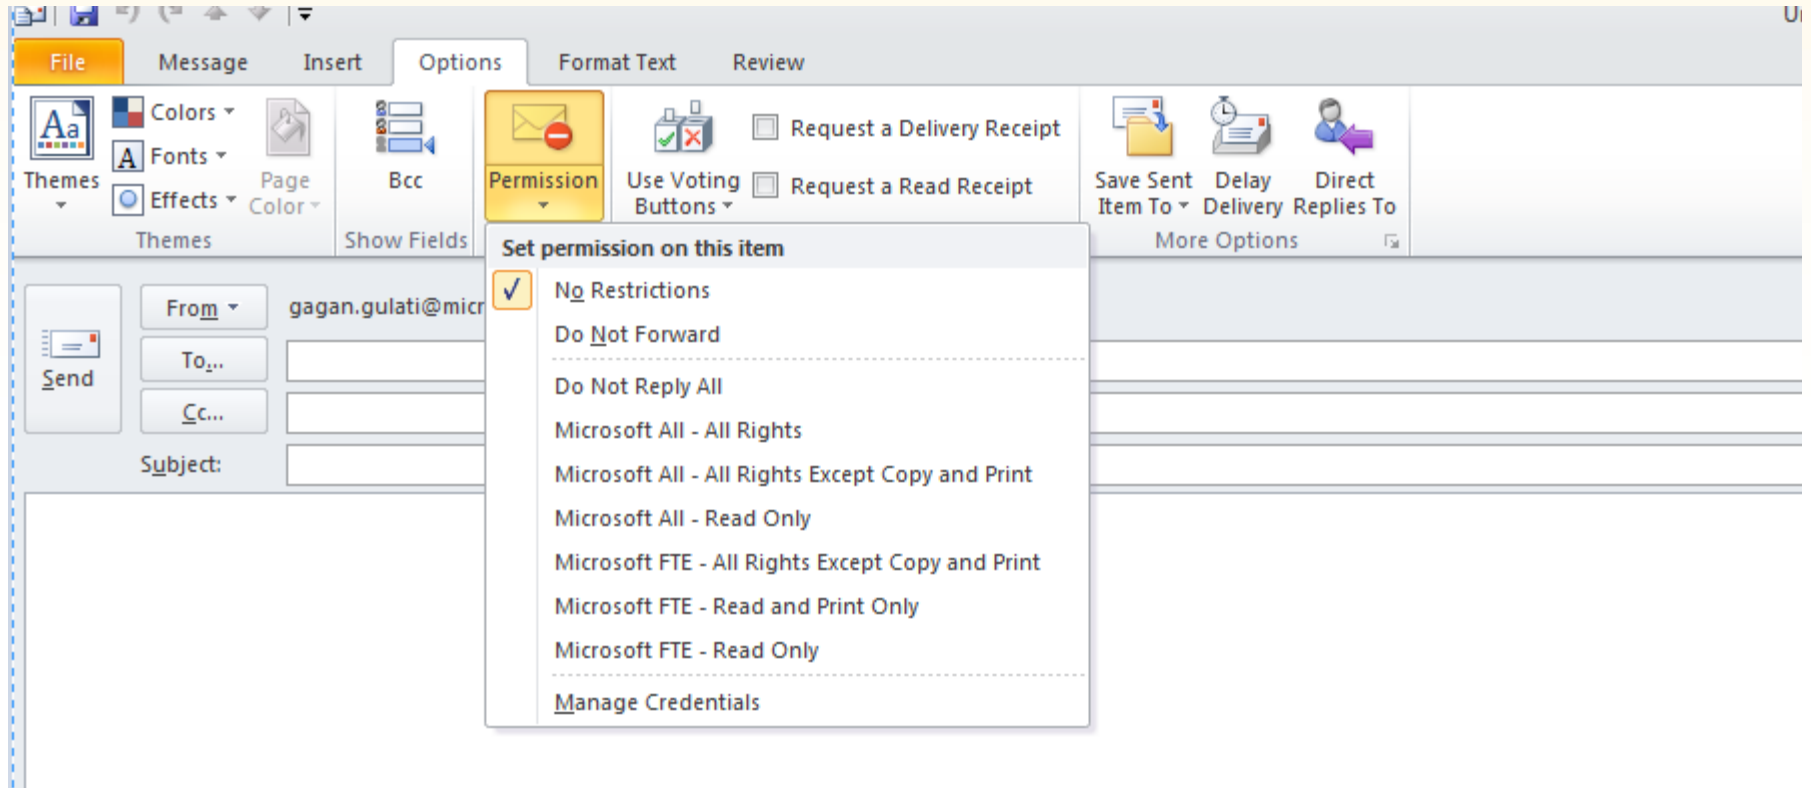 File Message Insert Options Format Text Review
Aa Colors
A Fonts
Themes Effects Page Color
Bcc
Permission
Use Voting Buttons
Request a Delivery Receipt
Request a Read Receipt
Save Sent Item To
Delay Delivery
Direct Replies To
Themes Show Fields More Options
Set permission on this item
No Restrictions
Do Not Forward
Do Not Reply All
Microsoft All - All Rights
Microsoft All - All Rights Except Copy and Print
Microsoft All - Read Only
Microsoft FTE - All Rights Except Copy and Print
Microsoft FTE - Read and Print Only
Microsoft FTE - Read Only
Manage Credentials
Send
From gagan.gulati@micr
To...
Cc...
Subject: